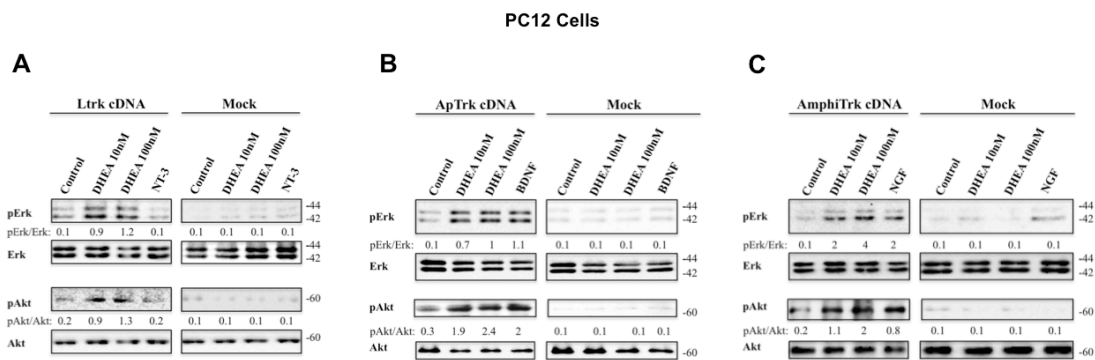 PC12 Cells
A
Ltrk cDNA Mock
Control DHEA 10nM DHEA 100nM NT-3 Control DHEA 10nM DHEA 100nM NT-3
pErk -44
-42
pErk/Erk: 0.1 0.9 1.2 0.1 0.1 0.1 0.1 0.1
Erk -44
-42
pAkt -60
pAkt/Akt: 0.2 0.9 1.3 0.2 0.1 0.1 0.1 0.1
Akt -60
B
ApTrk cDNA Mock
Control DHEA 10nM DHEA 100nM BDNF Control DHEA 10nM DHEA 100nM BDNF
pErk -44
-42
pErk/Erk: 0.1 0.7 1 1.1 0.1 0.1 0.1 0.1
Erk -44
-42
pAkt -60
pAkt/Akt: 0.3 1.9 2.4 2 0.1 0.1 0.1 0.1
Akt -60
C
AmphiTrk cDNA Mock
Control DHEA 10nM DHEA 100nM NGF Control DHEA 10nM DHEA 100nM NGF
pErk -44
-42
pErk/Erk: 0.1 2 4 2 0.1 0.1 0.1 0.1
Erk -44
-42
pAkt -60
pAkt/Akt: 0.2 1.1 2 0.8 0.1 0.1 0.1 0.1
Akt -60